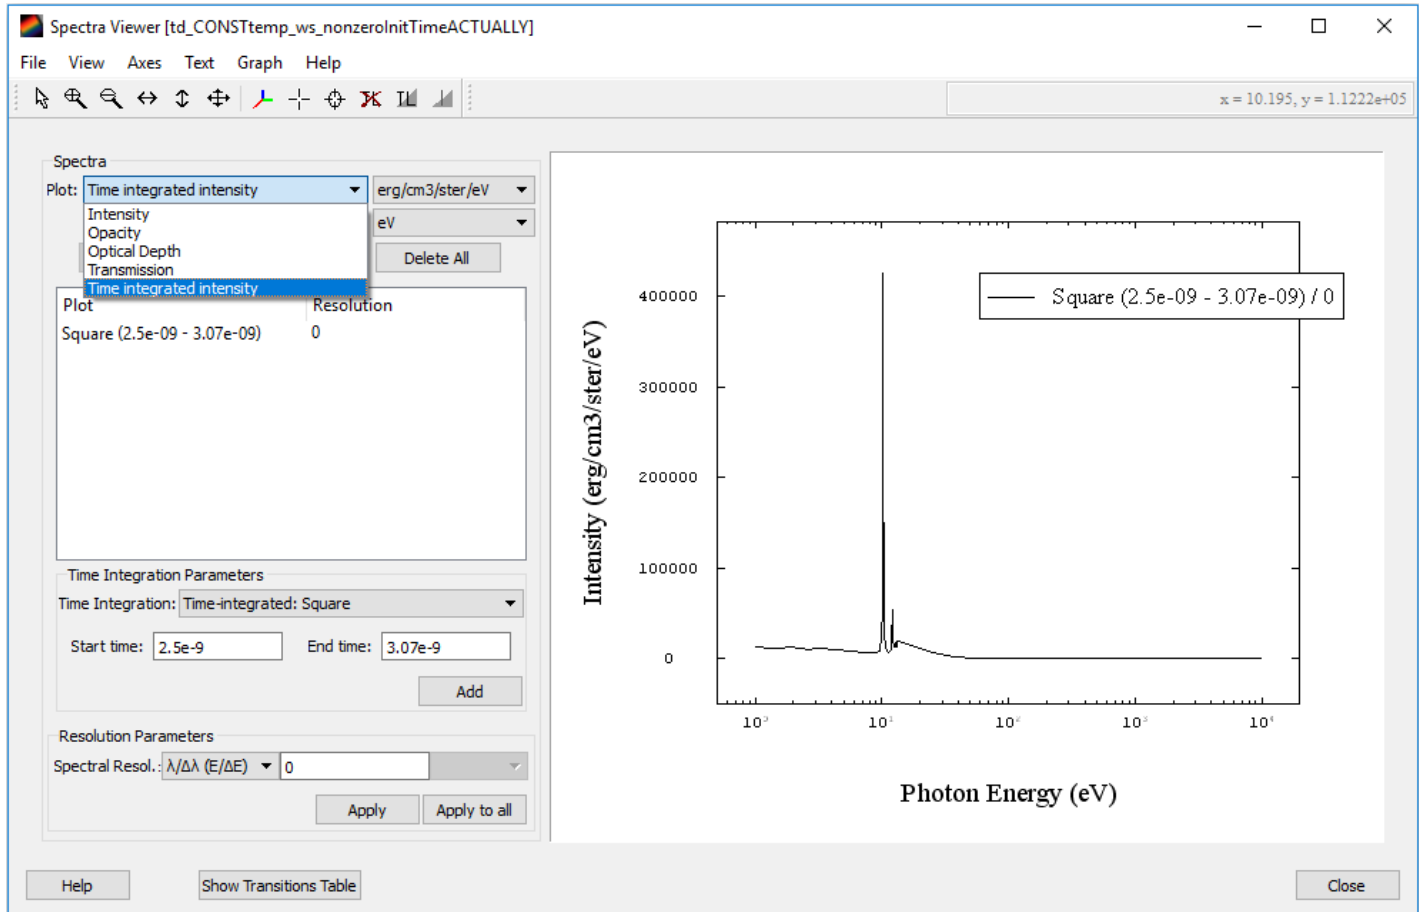 Spectra Viewer [td_CONSTtemp_ws_nonzeroInitTimeACTUALLY]
File View Axes Text Graph Help
x = 10.195, y = 1.1222e+05
Spectra
Plot: Time integrated intensity erg/cm3/ster/eV
Intensity
Opacity
Optical Depth
Transmission
Time integrated intensity
eV
Delete All
Plot Resolution
Square (2.5e-09 - 3.07e-09) 0
Time Integration Parameters
Time Integration: Time-integrated: Square
Start time: 2.5e-9 End time: 3.07e-9
Add
Resolution Parameters
Spectral Resol.: λ/Δλ (E/ΔE) 0
Apply Apply to all
Square (2.5e-09 - 3.07e-09) / 0
Intensity (erg/cm3/ster/eV)
400000
300000
200000
100000
0
10⁰ 10¹ 10² 10³ 10⁴
Photon Energy (eV)
Help Show Transitions Table Close